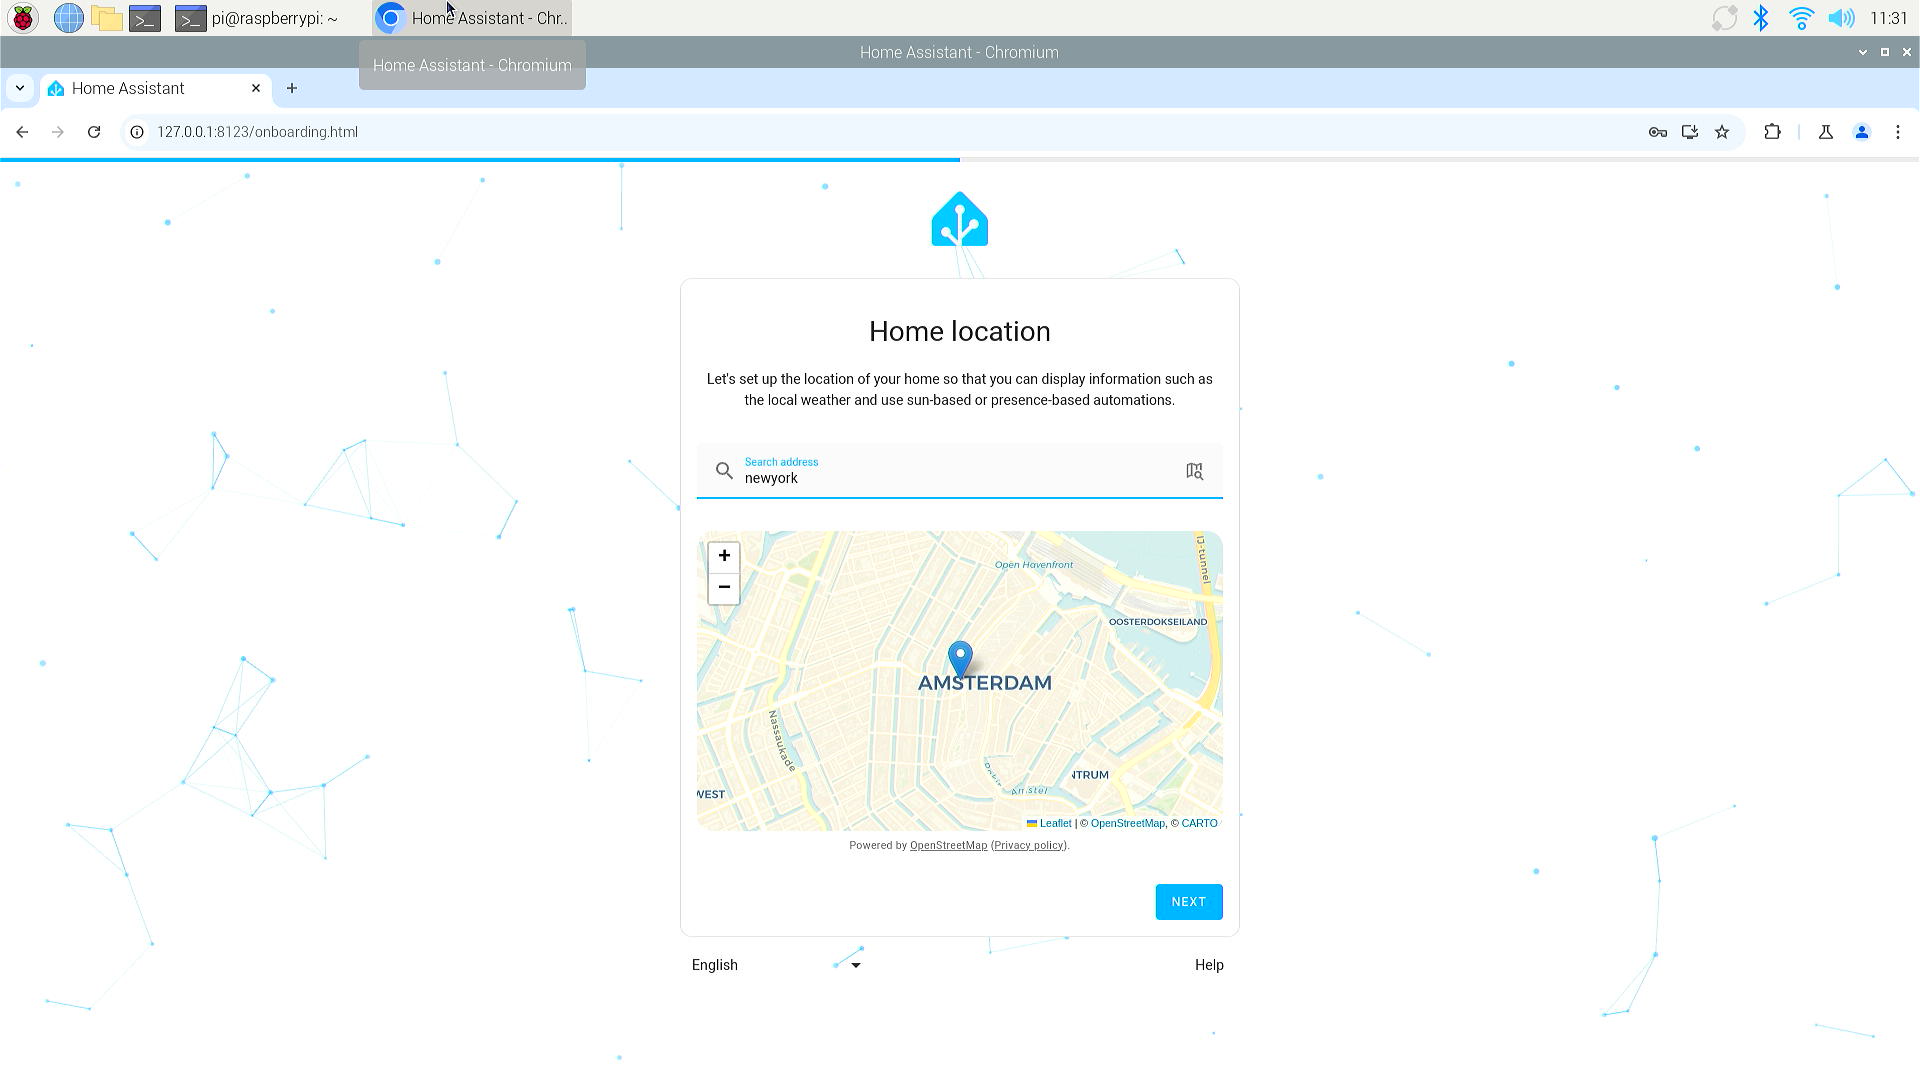 pi@raspberrypi: ~
Home Assistant - Chr..
11:31
Home Assistant - Chromium
Home Assistant - Chromium
Home Assistant
127.0.0.1:8123/onboarding.html
Home location
Let's set up the location of your home so that you can display information such as
the local weather and use sun-based or presence-based automations.
Search address
newyork
+
−
IJ-tunnel
Open Havenfront
OOSTERDOKSEILAND
AMSTERDAM
Nassaukade
NTRUM
WEST
Amstel
Leaflet | © OpenStreetMap, © CARTO
Powered by OpenStreetMap (Privacy policy).
NEXT
English
Help